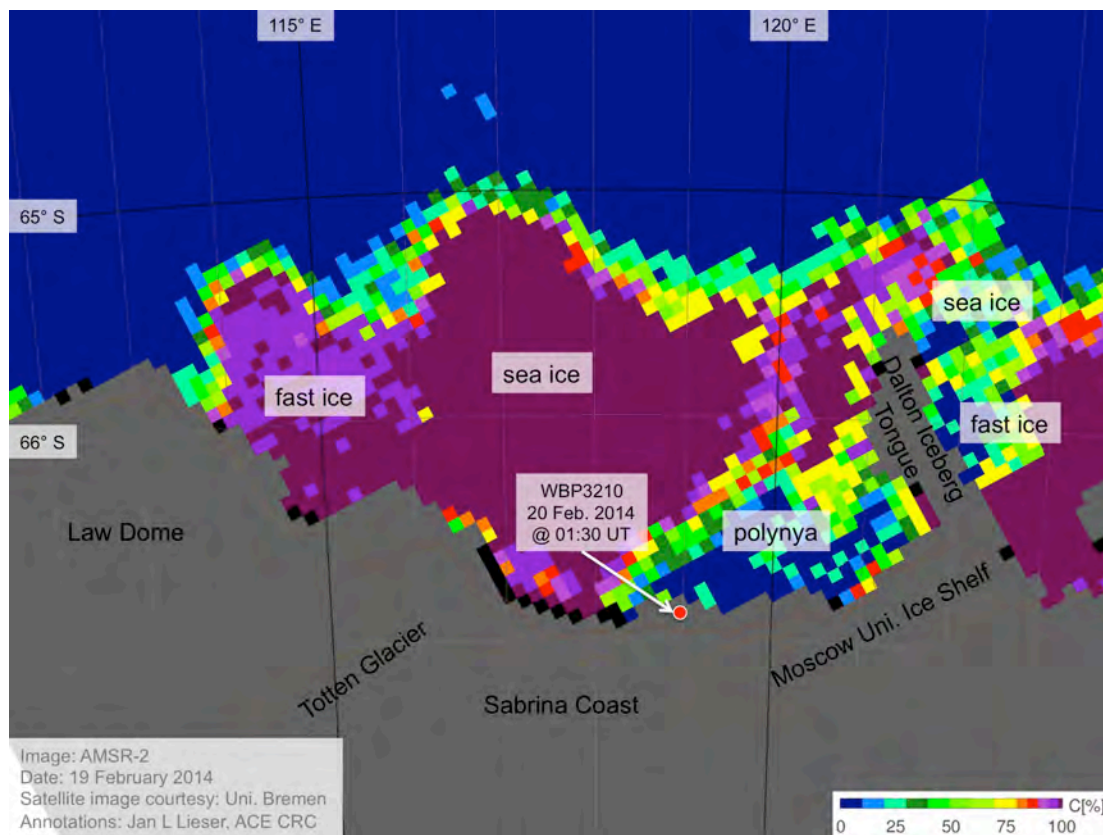 115° E
120° E
65° S
sea ice
sea ice
fast ice
Dalton Iceberg
Tongue
fast ice
66° S
WBP3210
20 Feb. 2014
@ 01:30 UT
Law Dome
polynya
Moscow Uni. Ice Shelf
Totten Glacier
Sabrina Coast
Image: AMSR-2
Date: 19 February 2014
Satellite image courtesy: Uni. Bremen
Annotations: Jan L Lieser, ACE CRC
C[%]
0 25 50 75 100